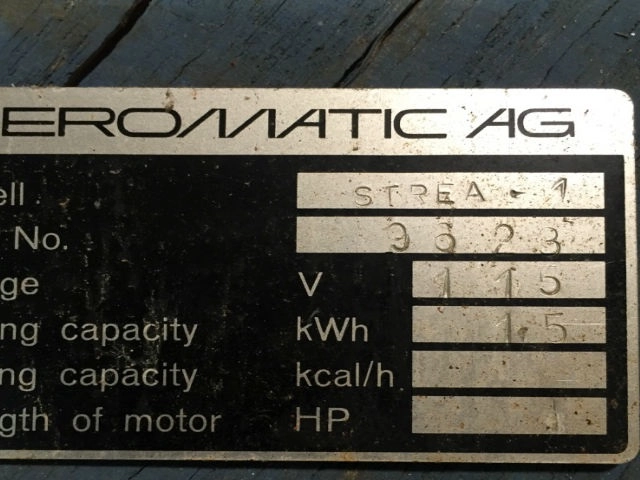 EROMATIC AG
ell. STREA - 1
No. 9823
ge V 115
ng capacity kWh 1.5
ng capacity kcal/h
gth of motor HP